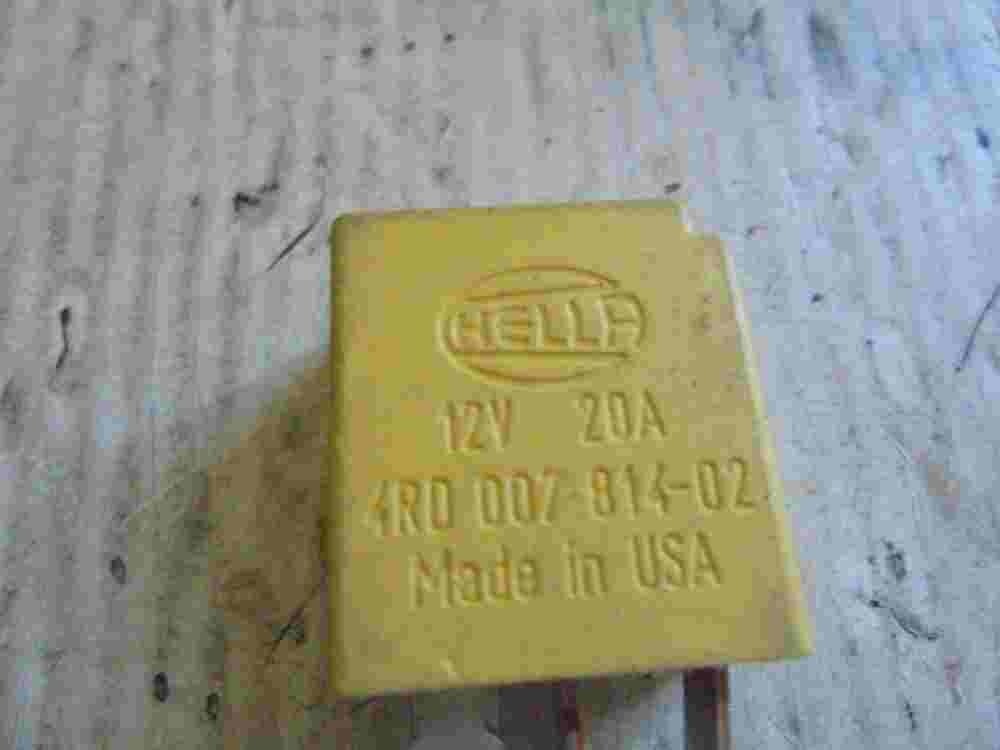 HELLA
12V 20A
4RD 007 814-02
Made in USA